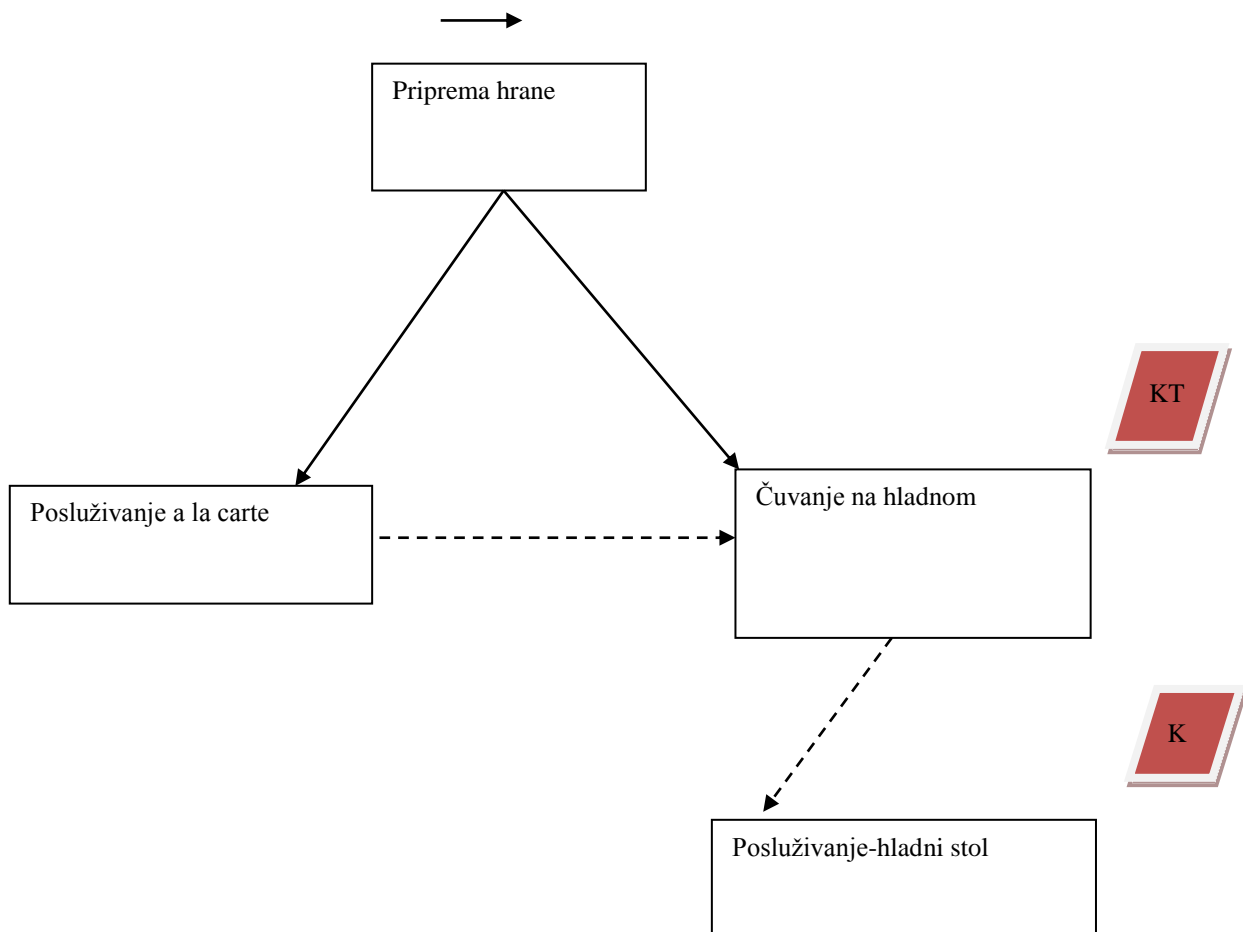 Priprema hrane
KT
Posluživanje a la carte
Čuvanje na hladnom
K
Posluživanje-hladni stol